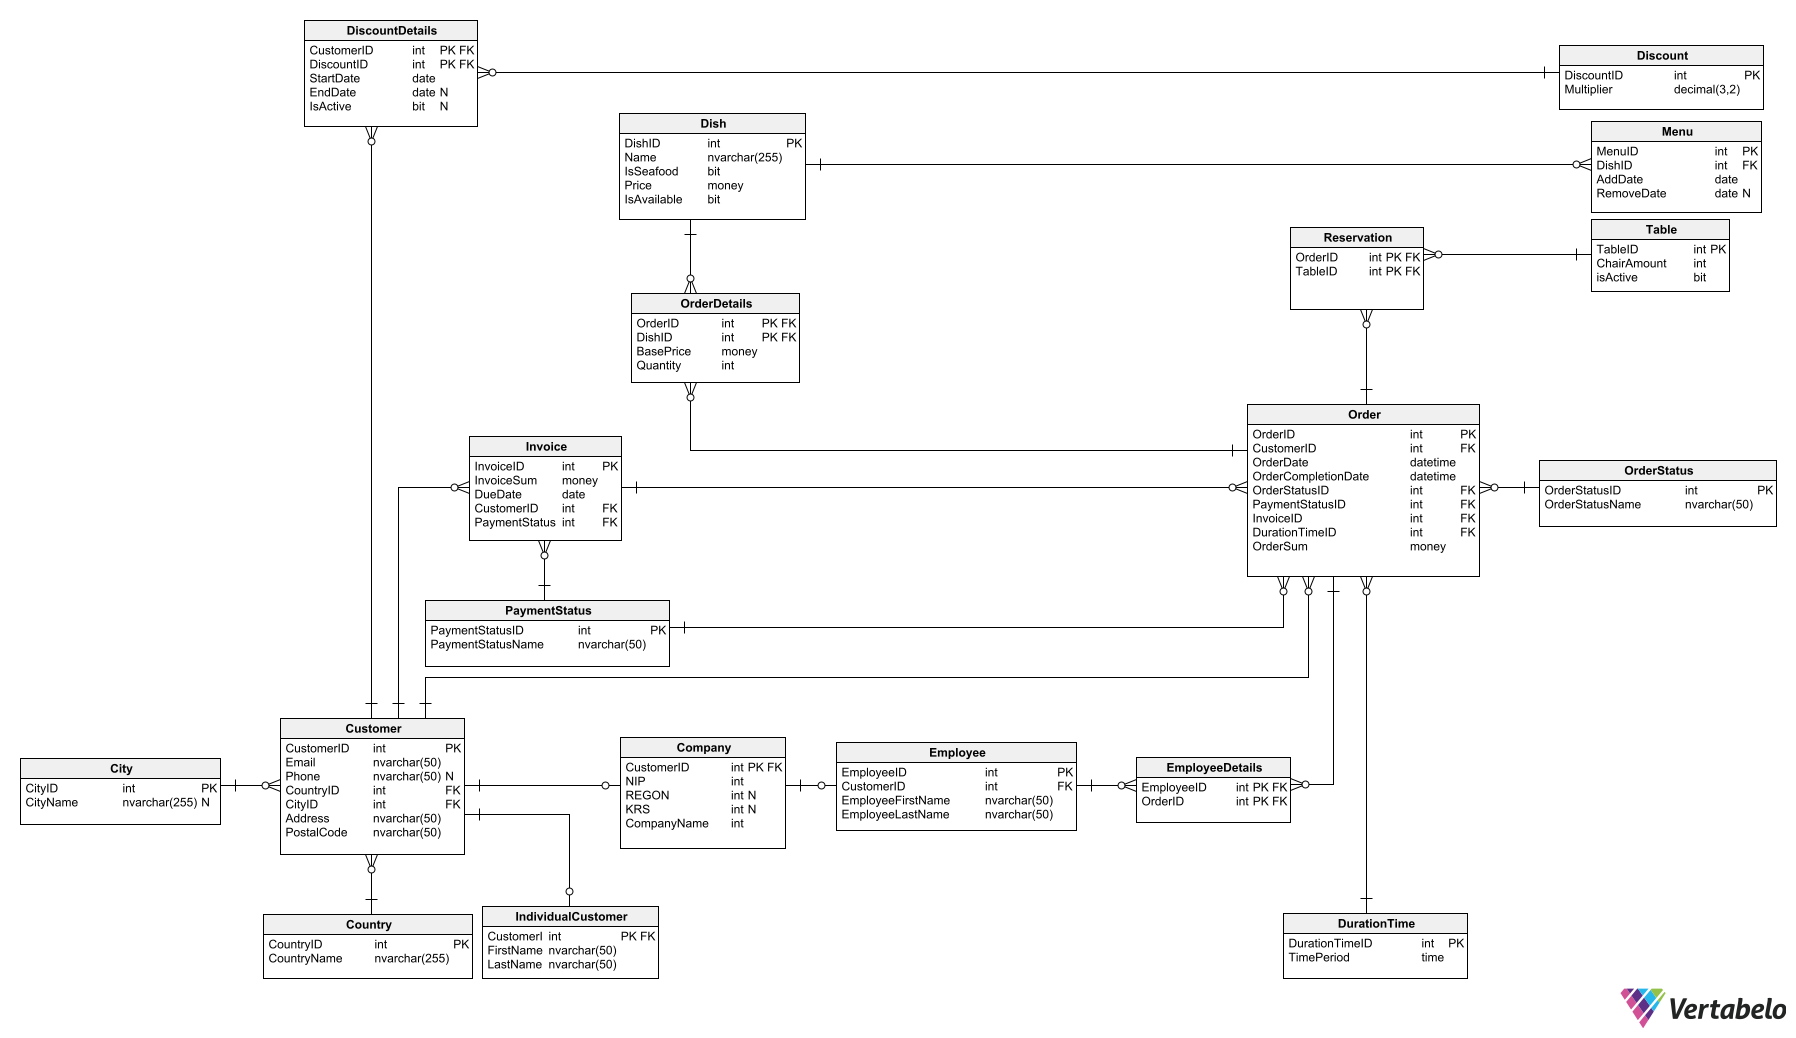 DiscountDetails
CustomerID int PK FK
DiscountID int PK FK
StartDate date
EndDate date N
IsActive bit N
Discount
DiscountID int PK
Multiplier decimal(3,2)
Dish
DishID int PK
Name nvarchar(255)
IsSeafood bit
Price money
IsAvailable bit
Menu
MenuID int PK
DishID int FK
AddDate date
RemoveDate date N
Reservation
OrderID int PK FK
TableID int PK FK
Table
TableID int PK
ChairAmount int
isActive bit
OrderDetails
OrderID int PK FK
DishID int PK FK
BasePrice money
Quantity int
Order
OrderID int PK
CustomerID int FK
OrderDate datetime
OrderCompletionDate datetime
OrderStatusID int FK
PaymentStatusID int FK
InvoiceID int FK
DurationTimeID int FK
OrderSum money
Invoice
InvoiceID int PK
InvoiceSum money
DueDate date
CustomerID int FK
PaymentStatus int FK
OrderStatus
OrderStatusID int PK
OrderStatusName nvarchar(50)
PaymentStatus
PaymentStatusID int PK
PaymentStatusName nvarchar(50)
Customer
CustomerID int PK
Email nvarchar(50)
Phone nvarchar(50) N
CountryID int FK
CityID int FK
Address nvarchar(50)
PostalCode nvarchar(50)
City
CityID int PK
CityName nvarchar(255) N
Company
CustomerID int PK FK
NIP int
REGON int N
KRS int N
CompanyName int
Employee
EmployeeID int PK
CustomerID int FK
EmployeeFirstName nvarchar(50)
EmployeeLastName nvarchar(50)
EmployeeDetails
EmployeeID int PK FK
OrderID int PK FK
Country
CountryID int PK
CountryName nvarchar(255)
IndividualCustomer
CustomerI int PK FK
FirstName nvarchar(50)
LastName nvarchar(50)
DurationTime
DurationTimeID int PK
TimePeriod time
Vertabelo